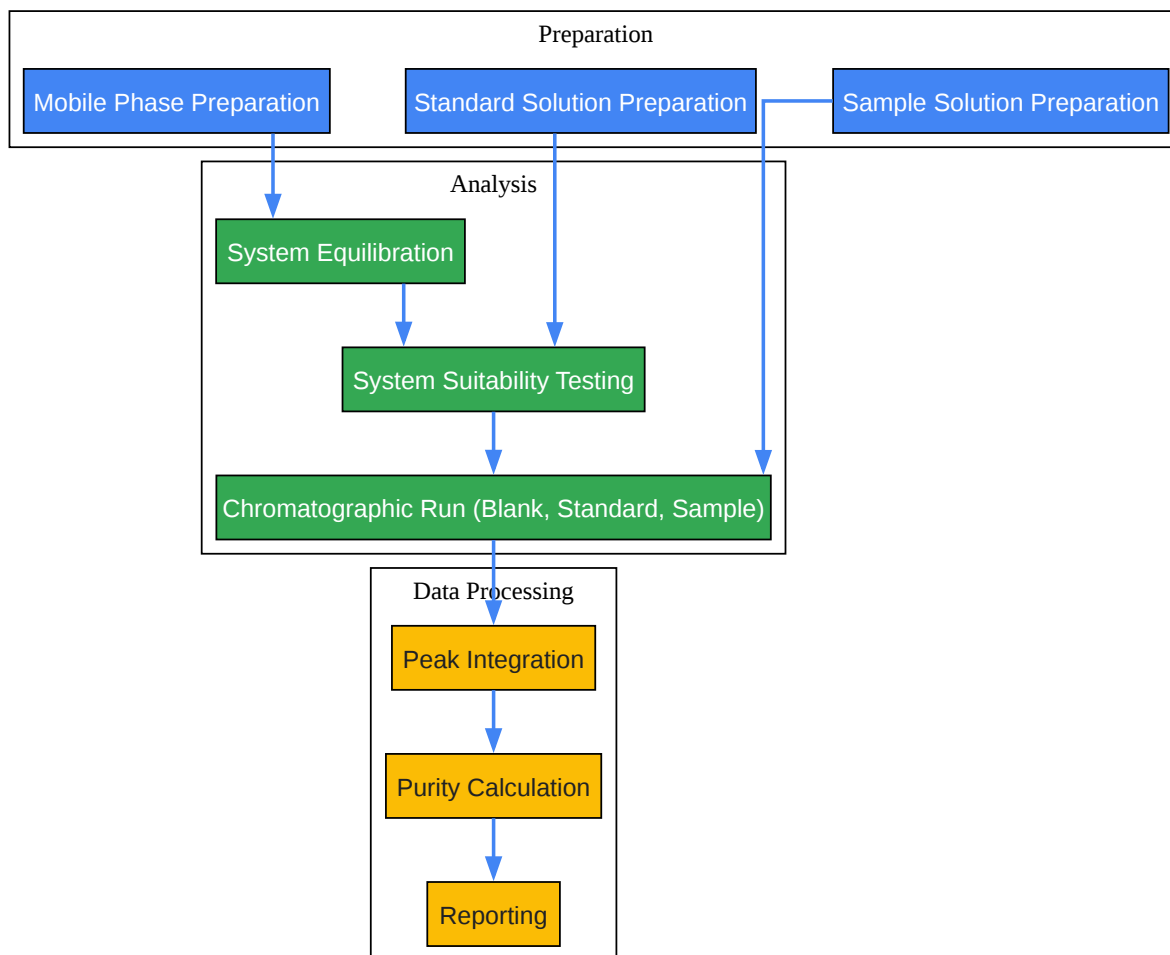 Preparation
Mobile Phase Preparation
Standard Solution Preparation
Sample Solution Preparation
Analysis
System Equilibration
System Suitability Testing
Chromatographic Run (Blank, Standard, Sample)
Data Processing
Peak Integration
Purity Calculation
Reporting